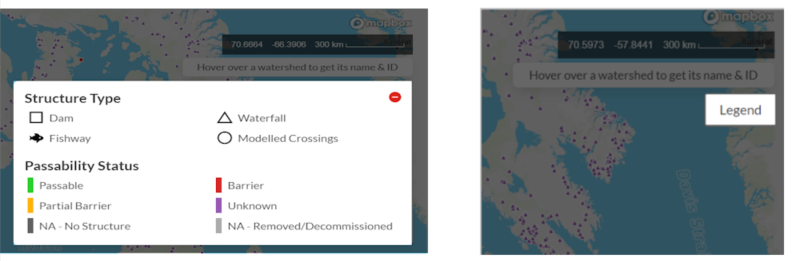 mapbox
70.6664 -66.3906 300 km
Hover over a watershed to get its name & ID
Structure Type
Dam
Waterfall
Fishway
Modelled Crossings
Passability Status
Passable
Barrier
Partial Barrier
Unknown
NA - No Structure
NA - Removed/Decommissioned
mapbox
70.5973 -57.8441 300 km
Hover over a watershed to get its name & ID
Legend
Davis